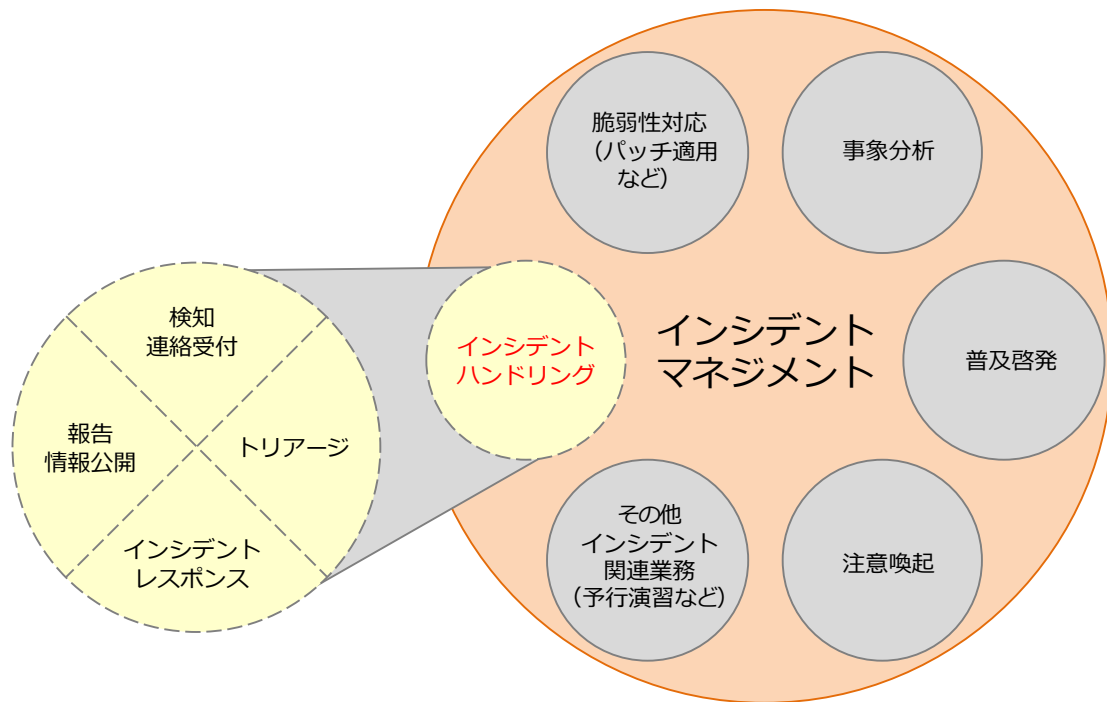 脆弱性対応
（パッチ適用
など）
事象分析
検知
連絡受付
インシデント
ハンドリング
インシデント
マネジメント
普及啓発
報告
情報公開
トリアージ
インシデント
レスポンス
その他
インシデント
関連業務
（予行演習など）
注意喚起